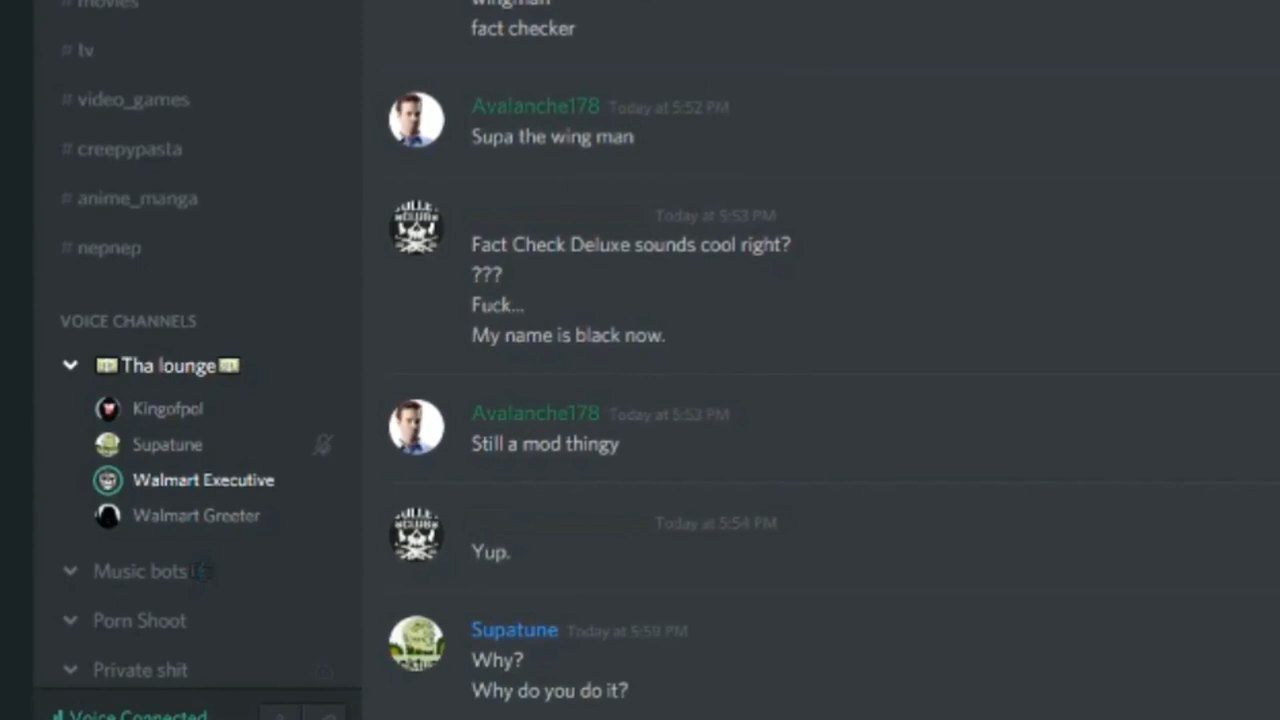 # movies
# tv
# video_games
# creepypasta
# anime_manga
# nepnep
VOICE CHANNELS
Tha lounge
Kingofpol
Supatune
Walmart Executive
Walmart Greeter
Music bots
Porn Shoot
Private shit
Voice Connected
wingman
fact checker
Avalanche178 Today at 5:52 PM
Supa the wing man
Today at 5:53 PM
Fact Check Deluxe sounds cool right?
???
Fuck...
My name is black now.
Avalanche178 Today at 5:53 PM
Still a mod thingy
Today at 5:54 PM
Yup.
Supatune Today at 5:59 PM
Why?
Why do you do it?